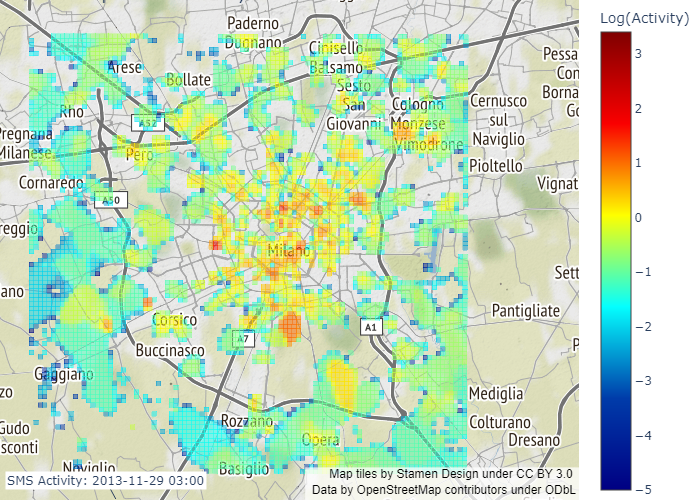 Log(Activity)
Paderno
Dugnano
Cinisello
Balsamo
Arese
Bollate
Sesto
San
Giovanni
Cologno
Monzese
Vimodrone
Cernusco
sul
Naviglio
Pessa
Con
Borna
Go
Rho
A52
Pregnana
Milanese
Pero
Pioltello
Cornaredo
A50
Vignat
reggio
Milano
Sett
ano
Pantigliate
Corsico
A7
A1
P
Buccinasco
Gaggiano
zo
Mediglia
Rozzano
Colturano
Gudo
sconti
Opera
Dresano
Noviglio
Basiglio
SMS Activity: 2013-11-29 03:00
Map tiles by Stamen Design under CC BY 3.0
Data by OpenStreetMap contributors under ODbL
3
2
1
0
−1
−2
−3
−4
−5